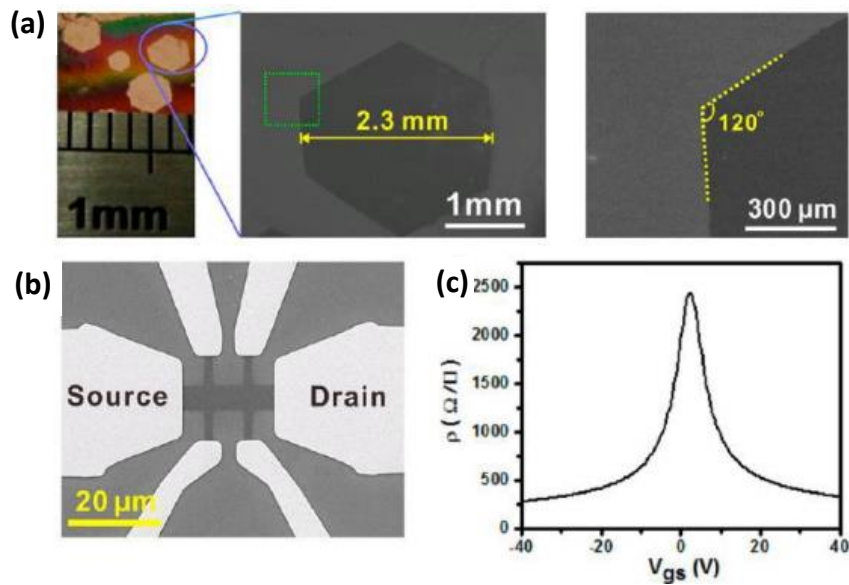 (a)
1mm
2.3 mm
1mm
120°
300 µm
(b)
Source
Drain
20 µm
(c)
ρ ( Ω/□)
2500
2000
1500
1000
500
0
-40
-20
0
20
40
Vgs (V)